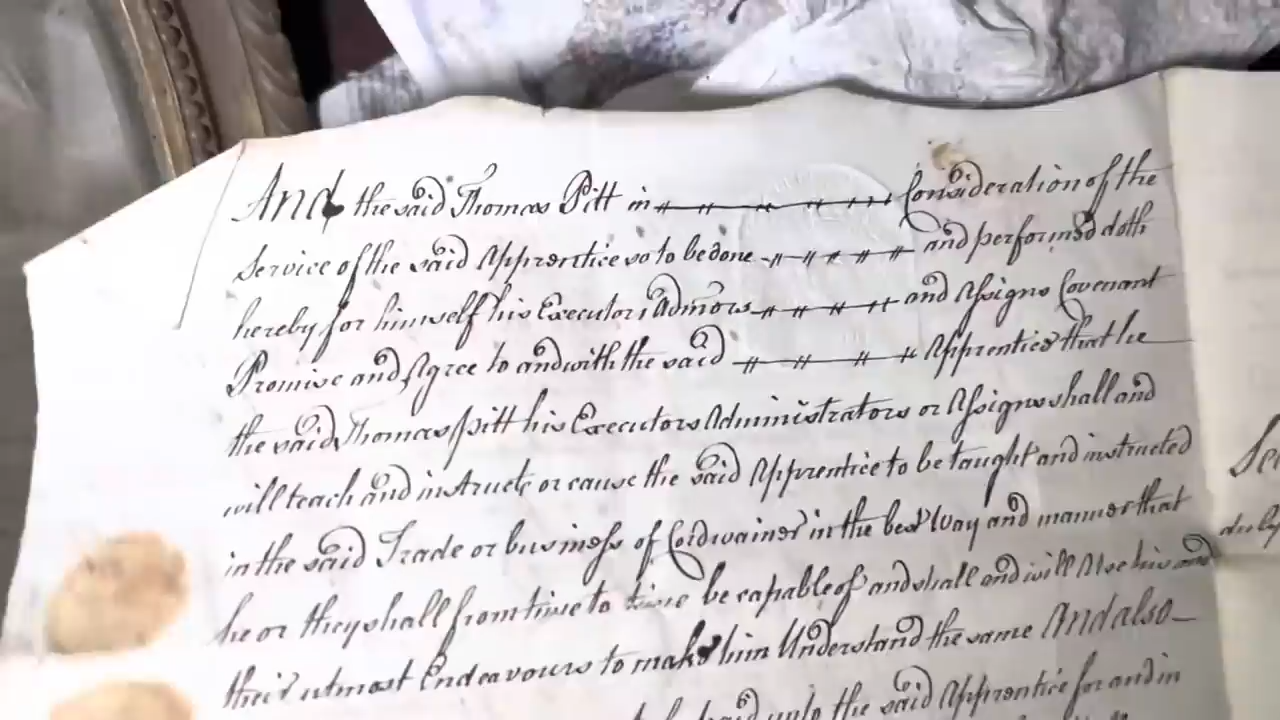 And the said Thomas Pitt in Consideration of the
Service of the said Apprentice so to be done and performed doth
hereby for himself his Executors Admors and Assigns Covenant
Promise and Agree to and with the said Apprentice that he
the said Thomas Pitt his Executors Administrators or Assigns shall and
will teach and instruct or cause the said Apprentice to be taught and instructed
in the said Trade or business of Cordwainer in the best Way and manner that
he or they shall from time to time be capable of and shall and will Use his and
their utmost Endeavours to make him Understand the same And also
unto the said Apprentice for and in
duly